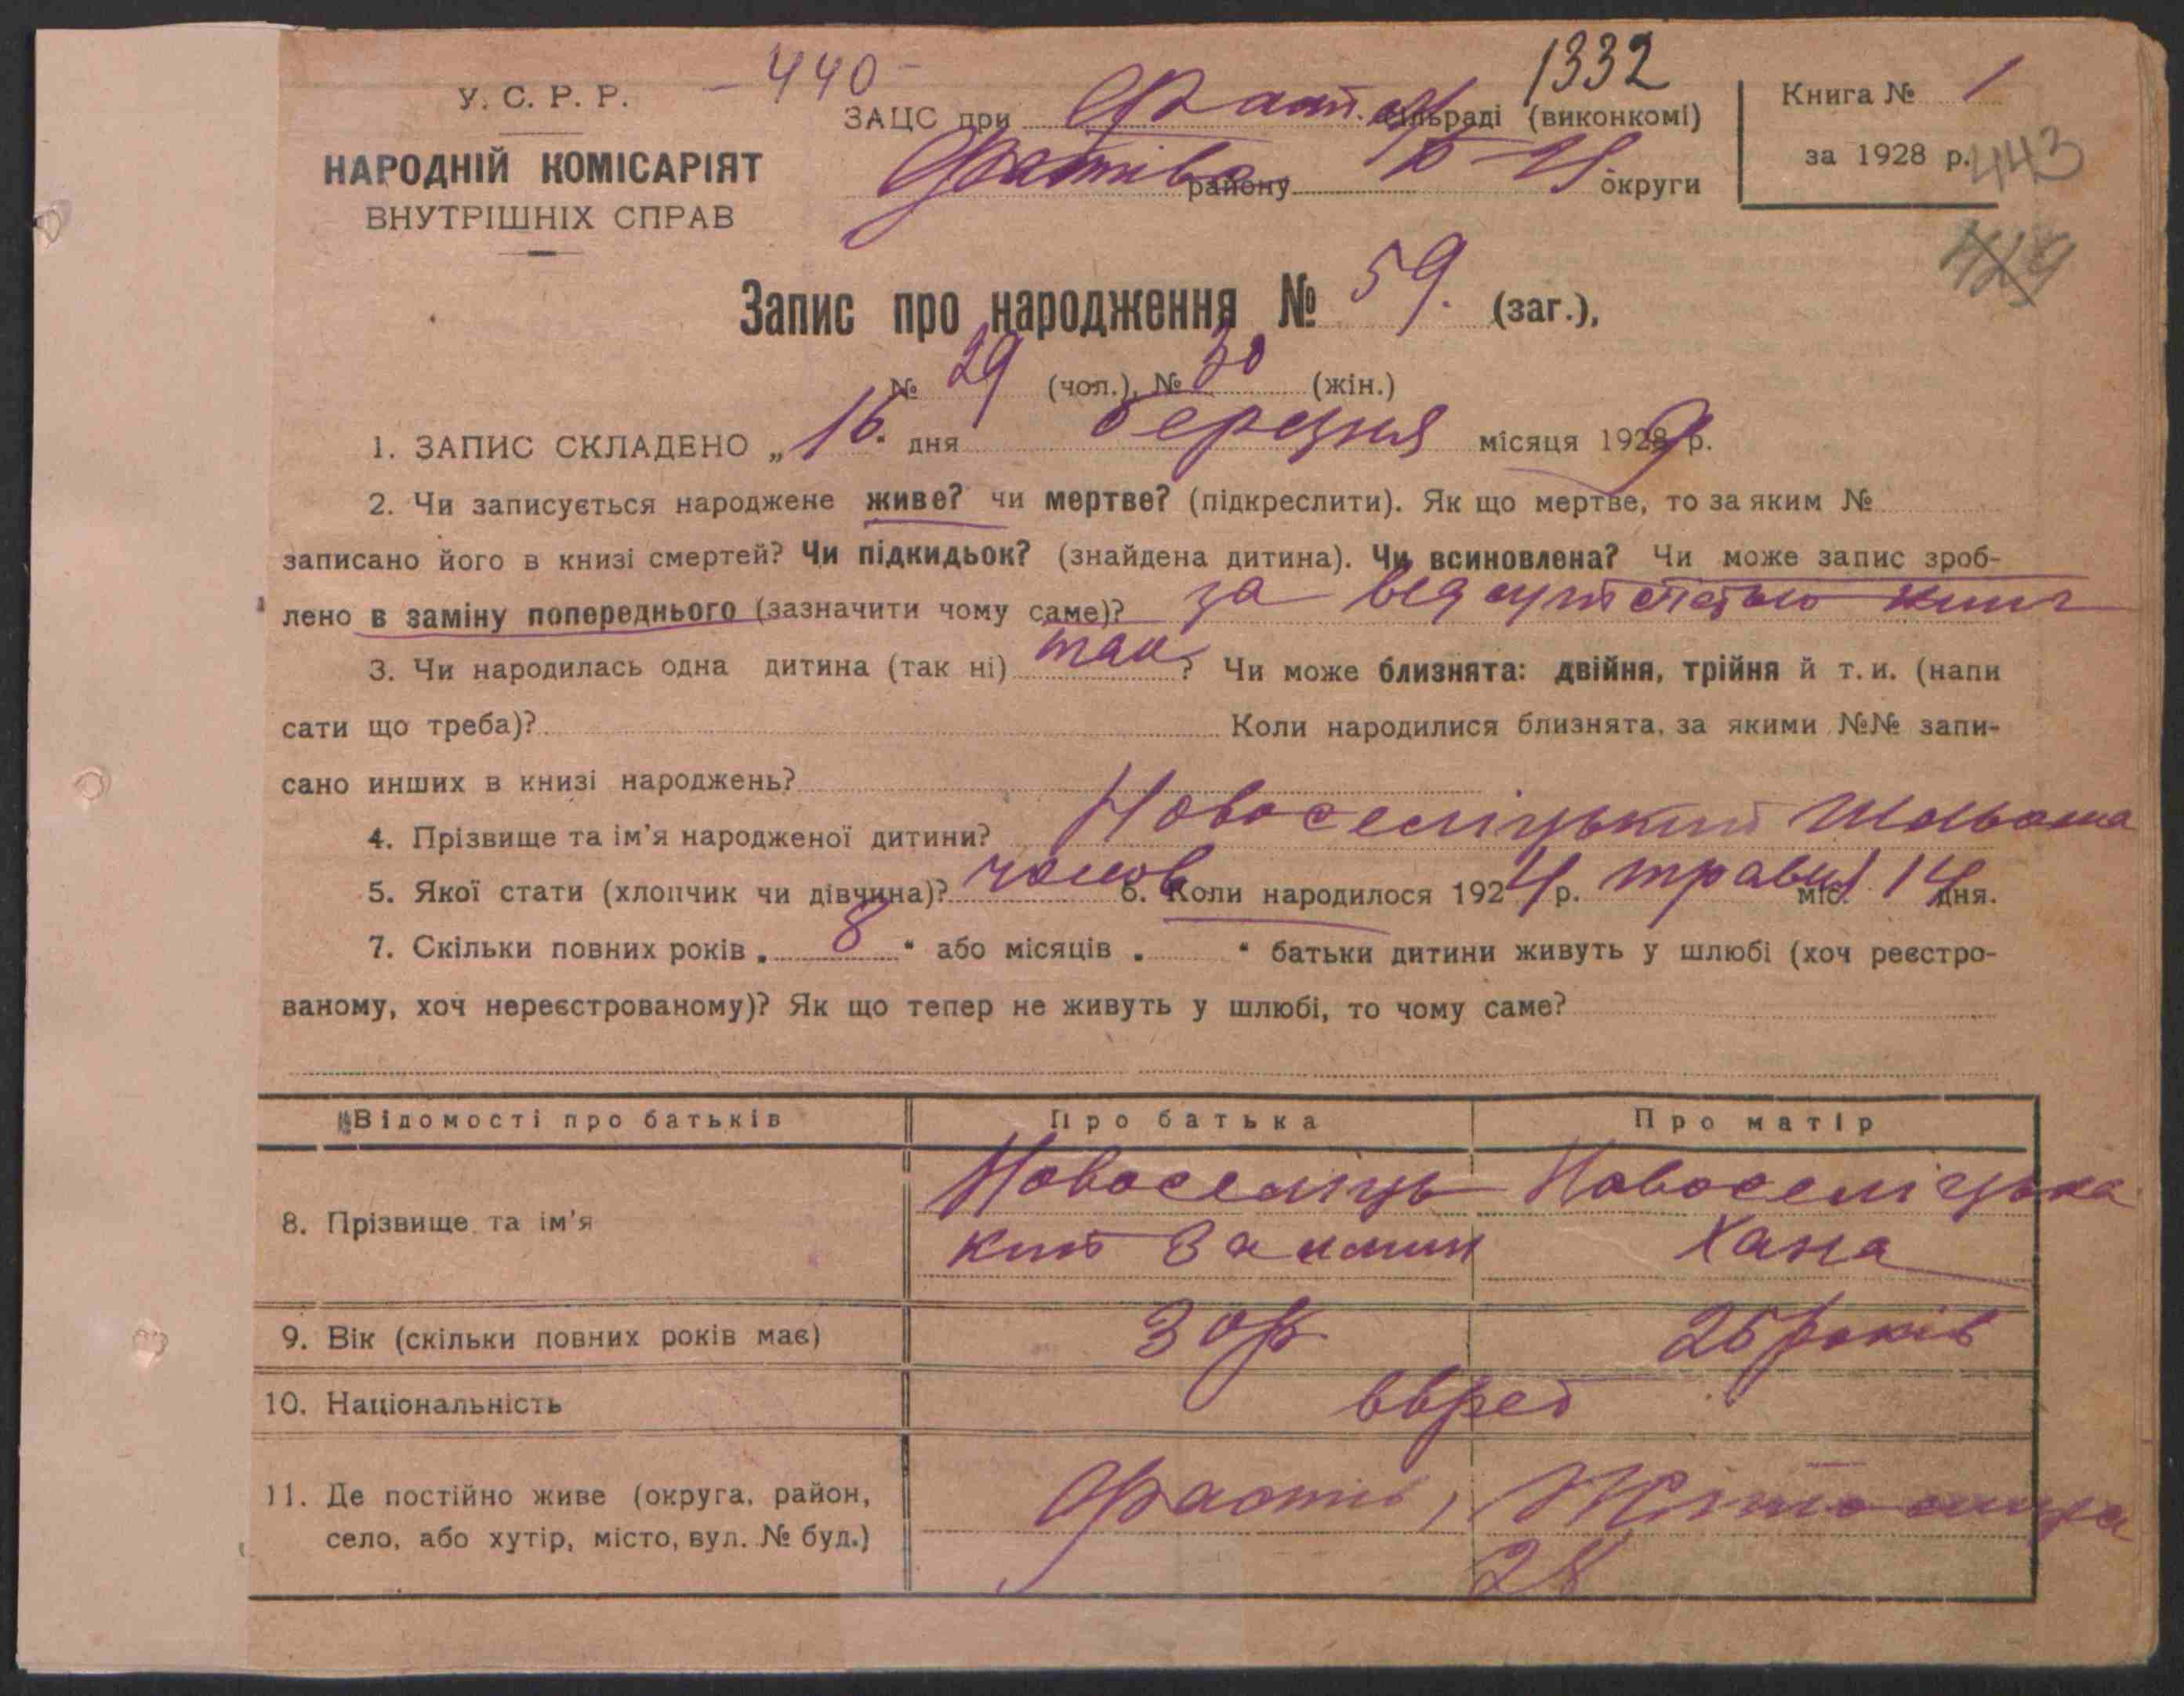 - 440 -
1332
У. С. Р. Р.
НАРОДНІЙ КОМІСАРІЯТ
ВНУТРІШНІХ СПРАВ
ЗАЦС при Фаст. сільраді (виконкомі)
району округи
Книга № 1
за 1928 р.
443
429
Запис про народження № 59. (заг.),
№ 29 (чол.), № 30 (жін.)
1. ЗАПИС СКЛАДЕНО „ 16. дня березня місяця 1929 р.
2. Чи записується народжене живе? чи мертве? (підкреслити). Як що мертве, то за яким №
записано його в книзі смертей? Чи підкидьок? (знайдена дитина). Чи всиновлена? Чи може запис зроб-
лено в заміну попереднього (зазначити чому саме)? за книг
3. Чи народилась одна дитина (так ні) так ? Чи може близнята: двійня, трійня й т. и. (напи
сати що треба)? Коли народилися близнята, за якими №№ запи-
сано инших в книзі народжень?
4. Прізвище та ім'я народженої дитини? Новоселіцький
5. Якої стати (хлопчик чи дівчина)? чолов 6. Коли народилося 1924 р. травня міс. 14 дня.
7. Скільки повних років „ 8 " або місяців „ " батьки дитини живуть у шлюбі (хоч реєстро-
ваному, хоч нереєстрованому)? Як що тепер не живуть у шлюбі, то чому саме?
Відомості про батьків Про батька Про матір
8. Прізвище та ім'я Новоселіць Новоселіцька
кий Залмин Хана
9. Вік (скільки повних років має) 30 р 26 років
10. Національність евреї
11. Де постійно живе (округа, район,
село, або хутір, місто, вул. № буд.)
Фастів,
28